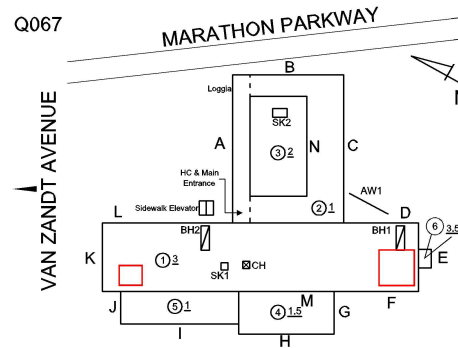 Q067
MARATHON PARKWAY
VAN ZANDT AVENUE
B
Loggia
SK2
A
③ 2
N
C
HC & Main
Entrance
AW1
Sidewalk Elevator
② 1
L
D
BH2
BH1
⑥ 3.5
K
① 3
SK1
CH
E
J
⑤ 1
M
④ 1.5
G
F
I
H